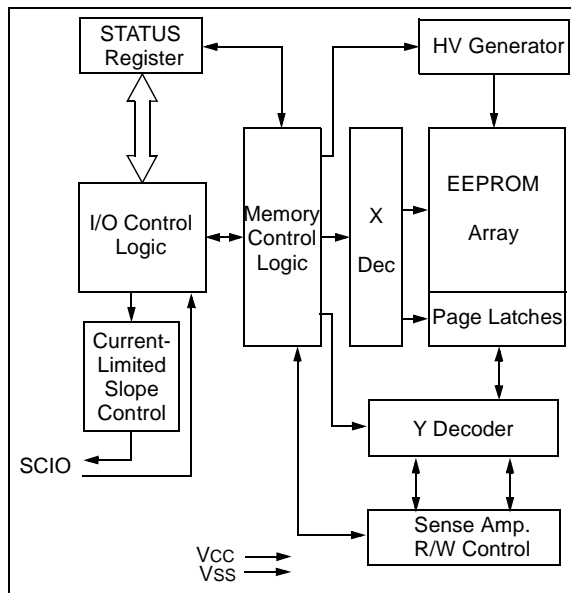 STATUS
Register
HV Generator
I/O Control
Logic
Memory
Control
Logic
X
Dec
EEPROM
Array
Page Latches
Current-
Limited
Slope
Control
SCIO
Y Decoder
Sense Amp.
R/W Control
VCC
VSS